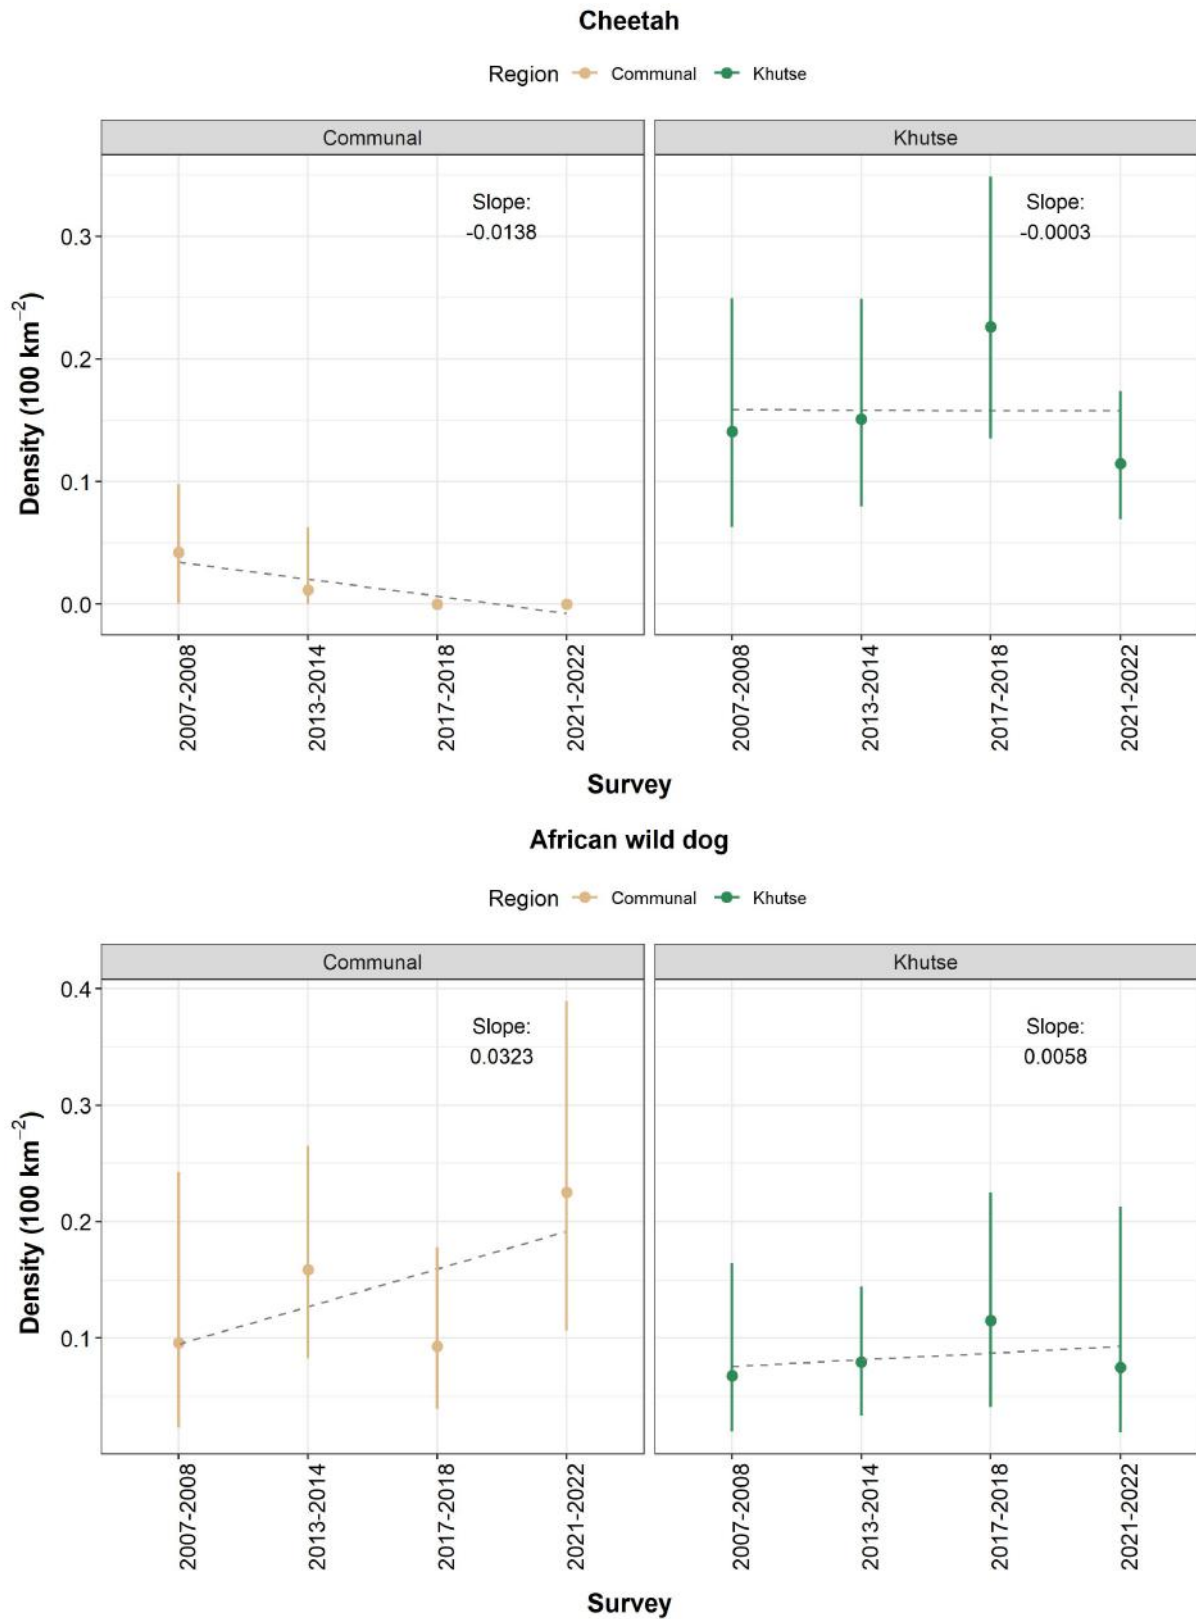 Cheetah
Region Communal Khutse
Communal
Khutse
Slope:
-0.0138
Slope:
-0.0003
Density (100 km⁻²)
0.3
0.2
0.1
0.0
2007-2008
2013-2014
2017-2018
2021-2022
2007-2008
2013-2014
2017-2018
2021-2022
Survey
African wild dog
Region Communal Khutse
Communal
Khutse
Slope:
0.0323
Slope:
0.0058
Density (100 km⁻²)
0.4
0.3
0.2
0.1
2007-2008
2013-2014
2017-2018
2021-2022
2007-2008
2013-2014
2017-2018
2021-2022
Survey